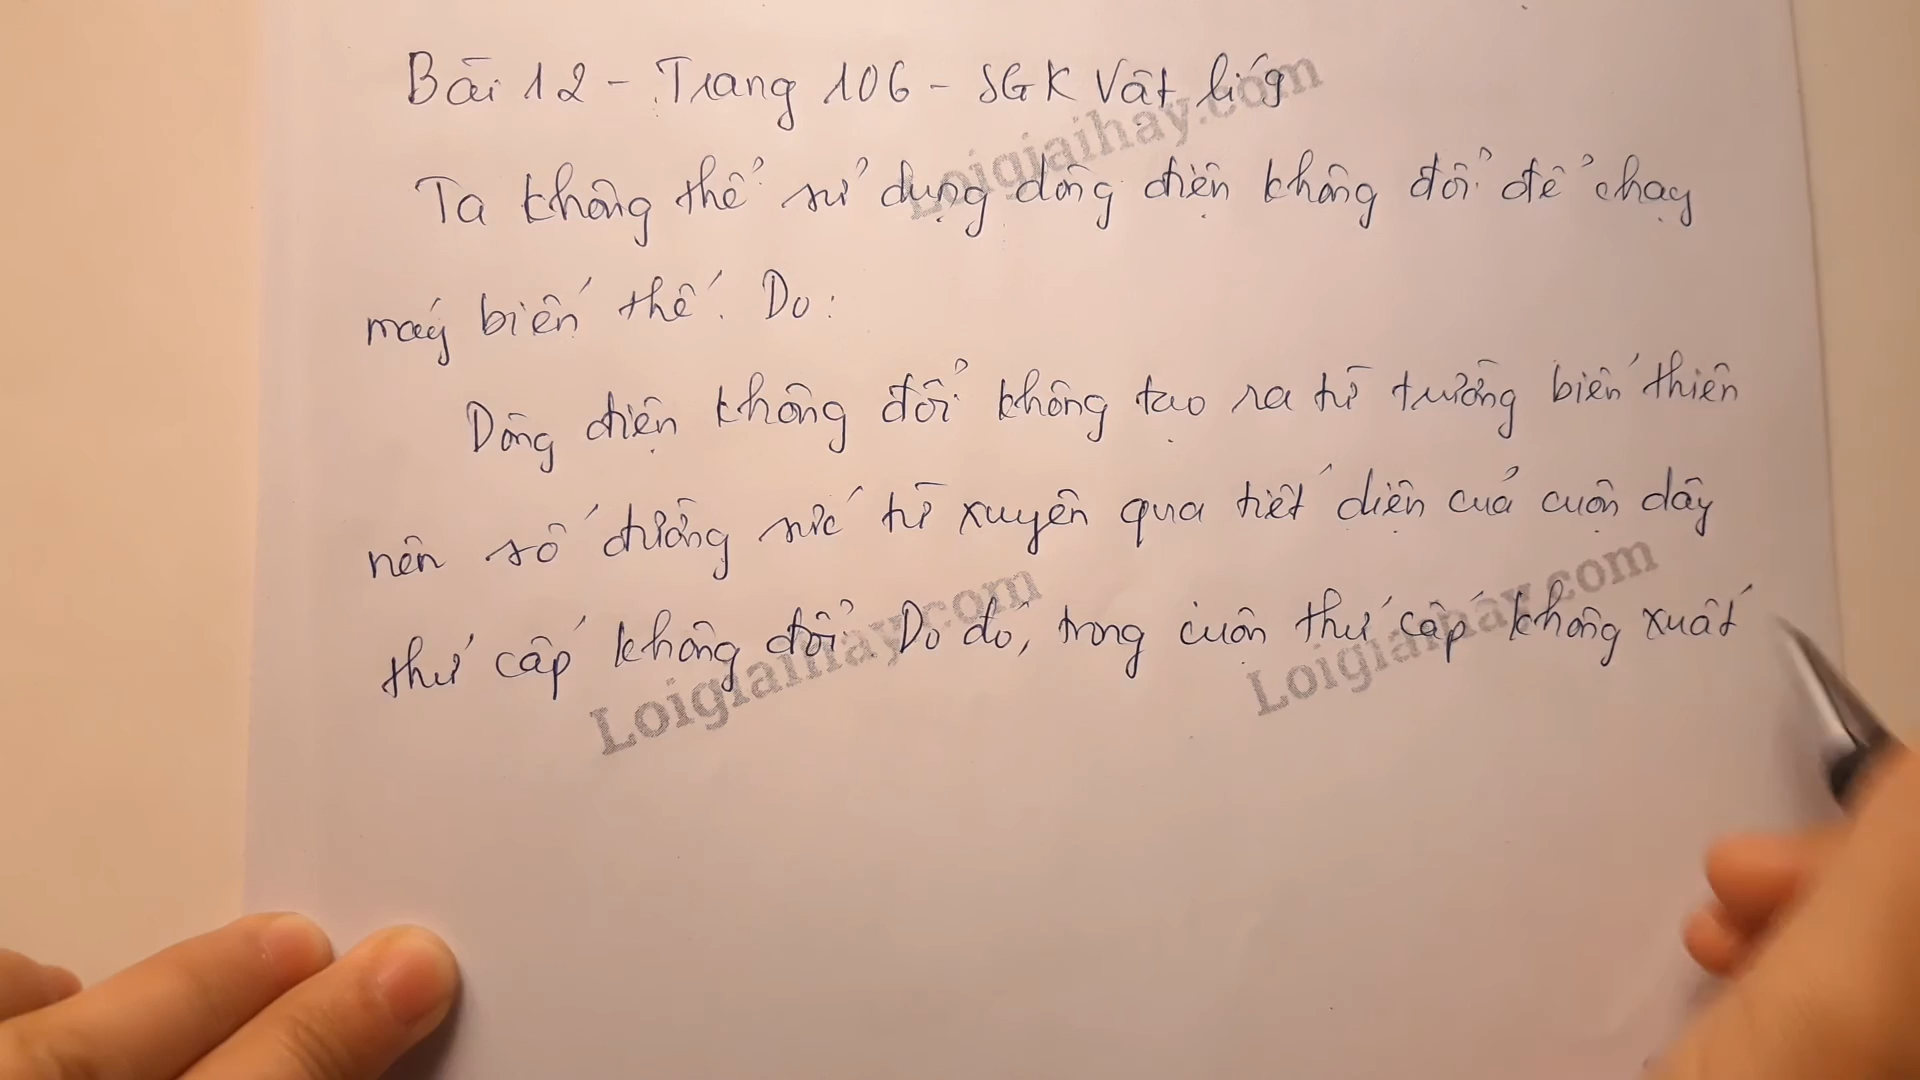 Bài 12 - Trang 106 - SGK Vật lí 9
Ta không thể sử dụng dòng điện không đổi để chạy
máy biến thế. Do:
Dòng điện không đổi không tạo ra từ trường biến thiên
nên số đường sức từ xuyên qua tiết diện của cuộn dây
thứ cấp không đổi. Do đó, trong cuộn thứ cấp không xuất
Loigiaihay.com
Loigiaihay.com
Loigiaihay.com